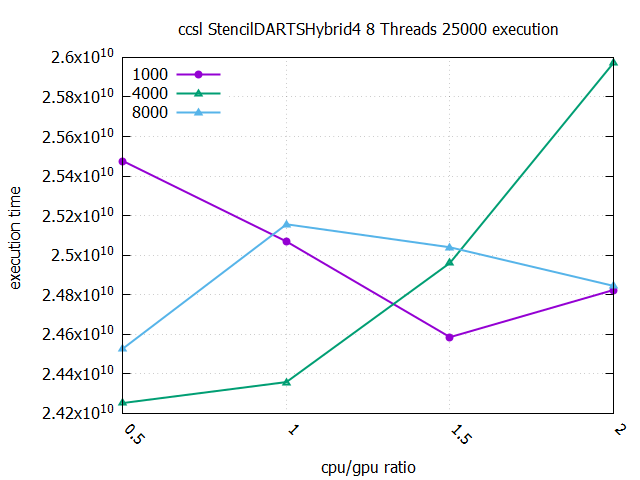 ccsl StencilDARTSHybrid4 8 Threads 25000 execution
2.6x10^10
2.58x10^10
2.56x10^10
2.54x10^10
2.52x10^10
2.5x10^10
2.48x10^10
2.46x10^10
2.44x10^10
2.42x10^10
execution time
1000
4000
8000
0.5
1
1.5
2
cpu/gpu ratio